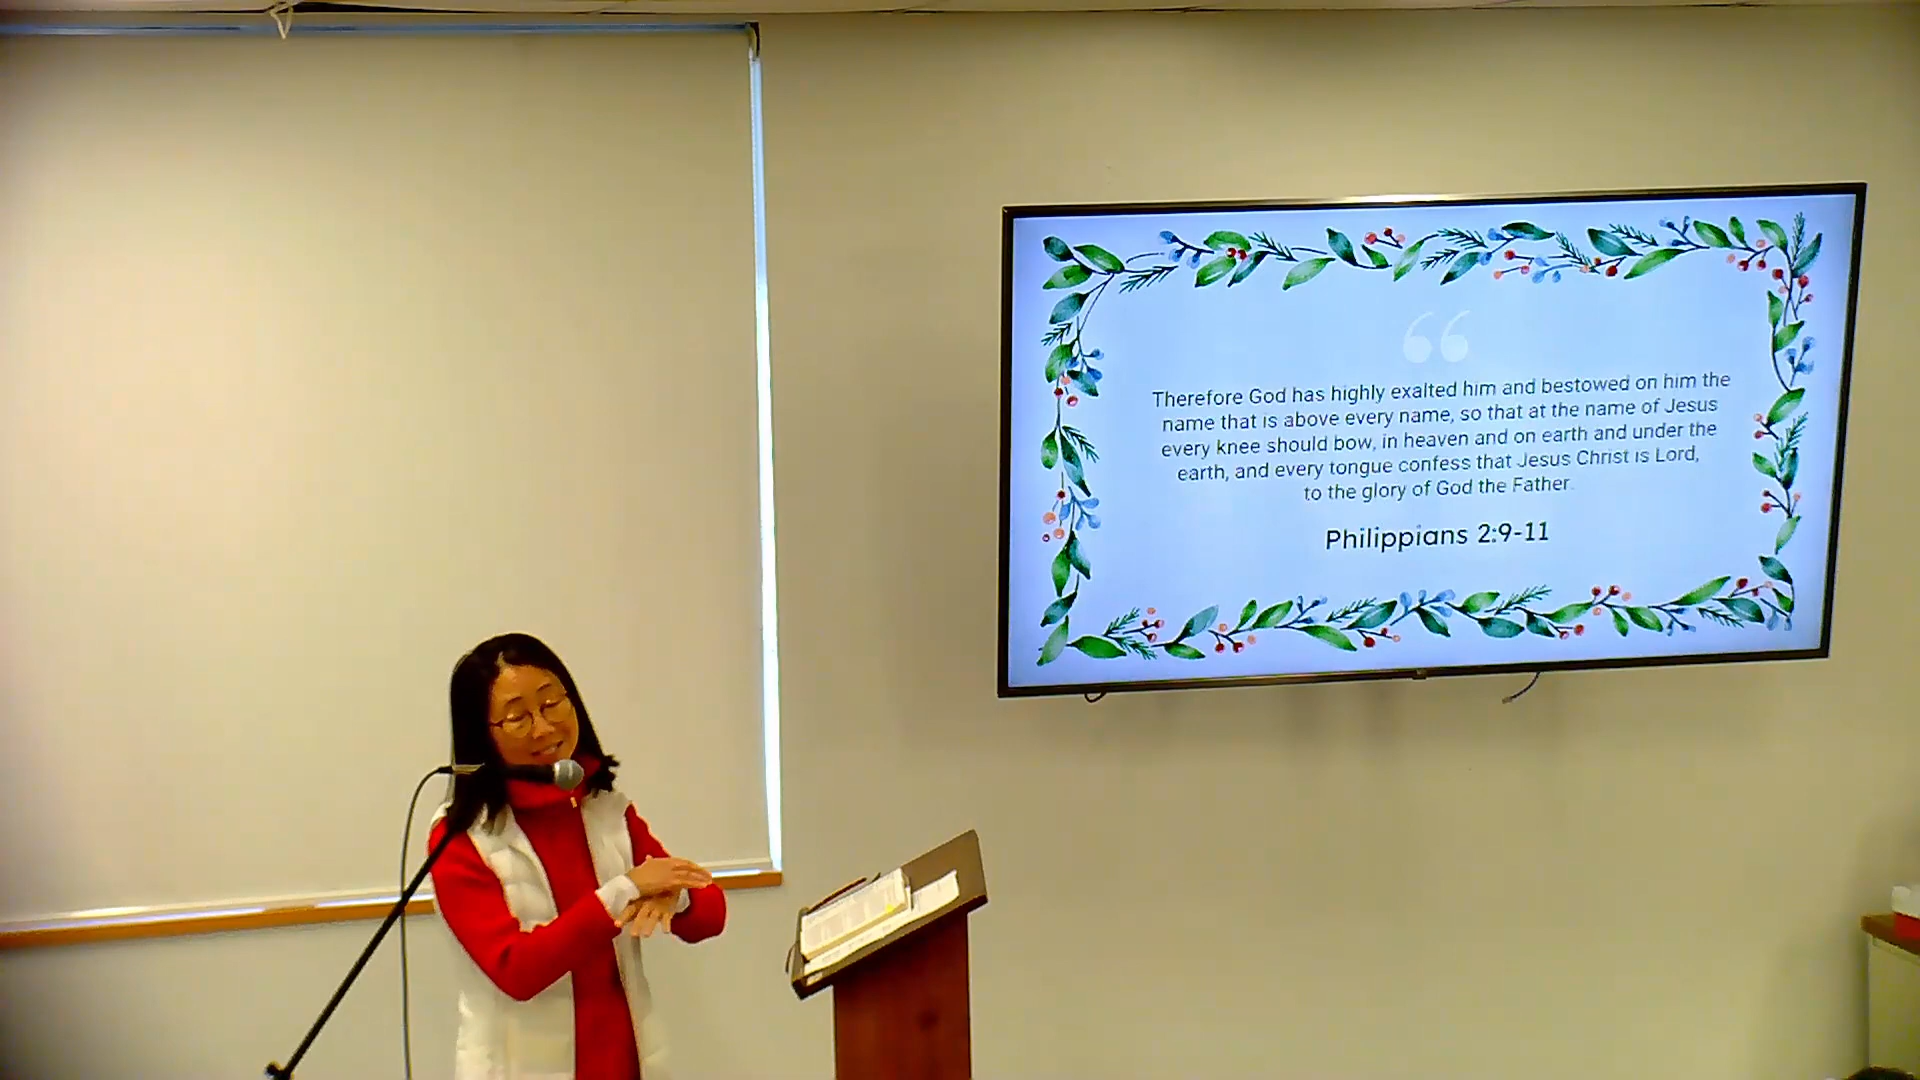 Therefore God has highly exalted him and bestowed on him the
name that is above every name, so that at the name of Jesus
every knee should bow, in heaven and on earth and under the
earth, and every tongue confess that Jesus Christ is Lord,
to the glory of God the Father.
Philippians 2:9-11